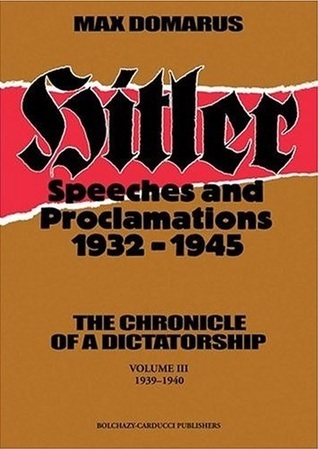 MAX DOMARUS
Hitler
Speeches and
Proclamations
1932 – 1945
THE CHRONICLE
OF A DICTATORSHIP
VOLUME III
1939–1940
BOLCHAZY-CARDUCCI PUBLISHERS